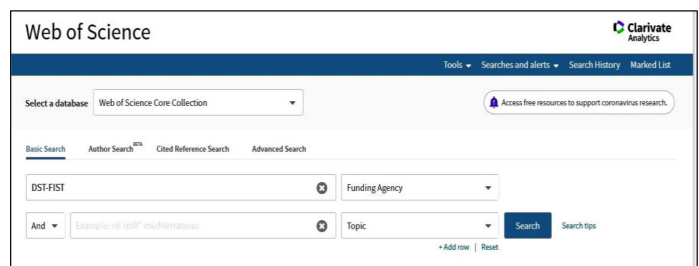 Web of Science
Clarivate
Analytics
Tools Searches and alerts Search History Marked List
Select a database Web of Science Core Collection
Access free resources to support coronavirus research.
Basic Search Author Search BETA Cited Reference Search Advanced Search
DST-FIST Funding Agency
And Example: oil spill* mediterranean Topic Search Search tips
+ Add row | Reset